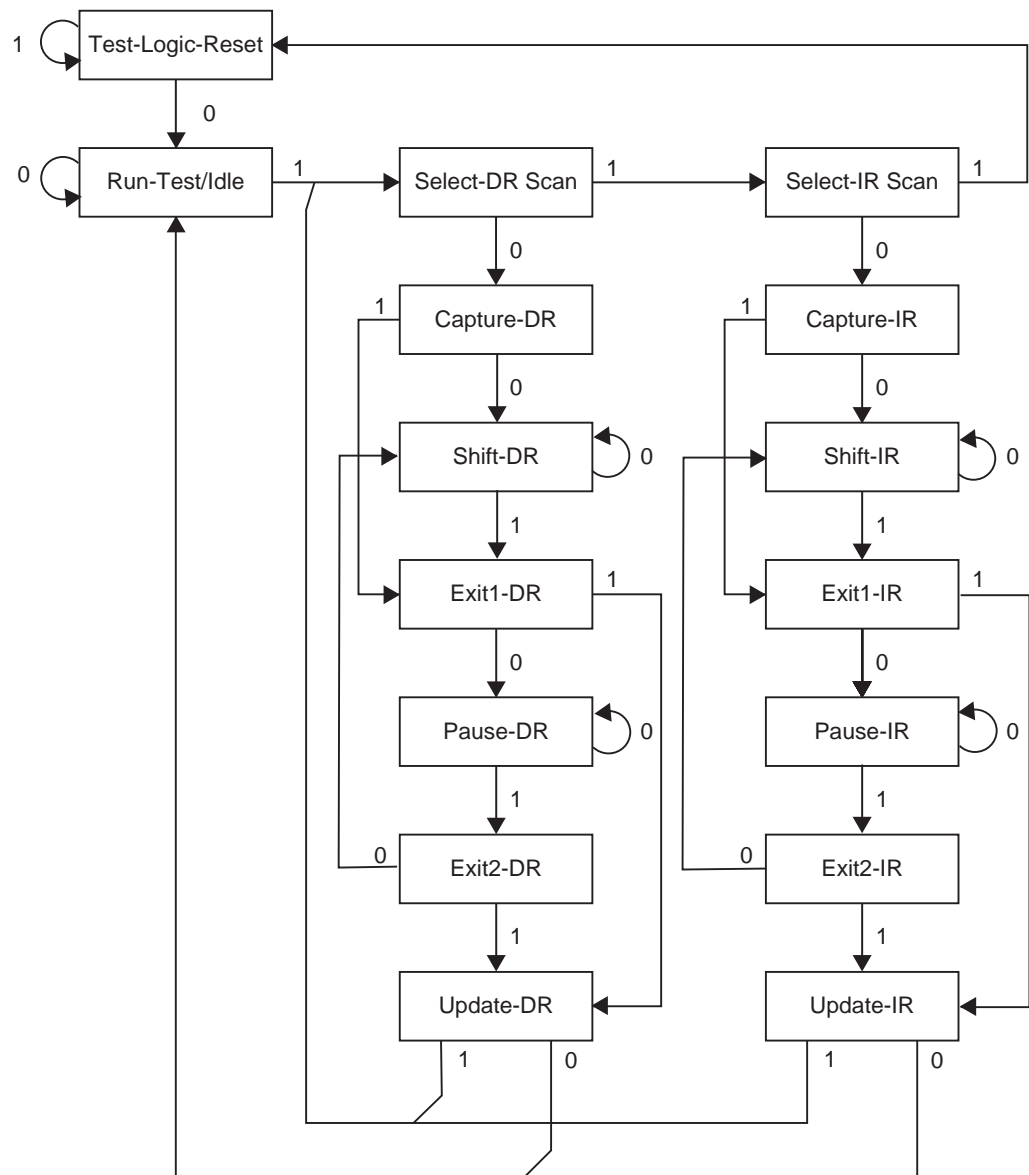 1
Test-Logic-Reset
0
0
Run-Test/Idle
1
Select-DR Scan
1
Select-IR Scan
1
0
0
1
Capture-DR
1
Capture-IR
0
0
Shift-DR
0
Shift-IR
0
1
1
Exit1-DR
1
Exit1-IR
1
0
0
Pause-DR
0
Pause-IR
0
1
1
0
Exit2-DR
0
Exit2-IR
1
1
Update-DR
Update-IR
1
0
1
0